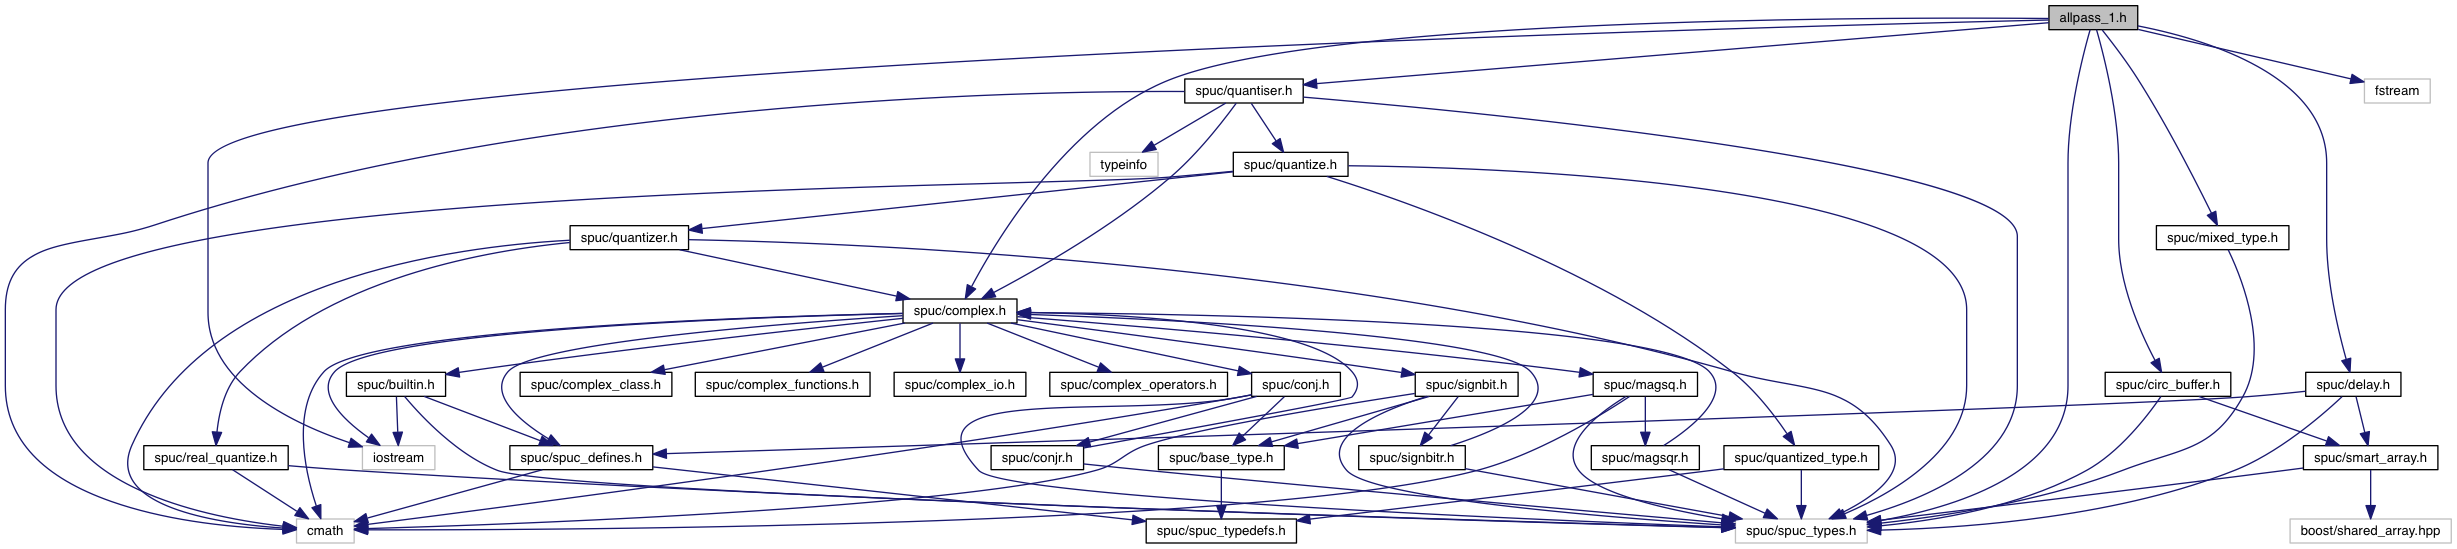 allpass_1.h
spuc/quantiser.h
fstream
typeinfo
spuc/quantize.h
spuc/quantizer.h
spuc/mixed_type.h
spuc/complex.h
spuc/builtin.h
spuc/complex_class.h
spuc/complex_functions.h
spuc/complex_io.h
spuc/complex_operators.h
spuc/conj.h
spuc/signbit.h
spuc/magsq.h
spuc/circ_buffer.h
spuc/delay.h
spuc/real_quantize.h
iostream
spuc/spuc_defines.h
spuc/conjr.h
spuc/base_type.h
spuc/signbitr.h
spuc/magsqr.h
spuc/quantized_type.h
spuc/smart_array.h
cmath
spuc/spuc_typedefs.h
spuc/spuc_types.h
boost/shared_array.hpp